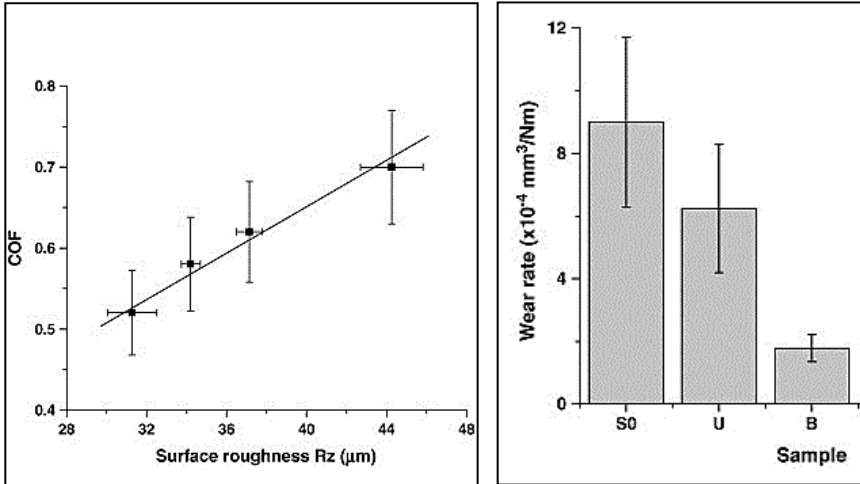 0.8
0.7
0.6
0.5
0.4
COF
28 32 36 40 44 48
Surface roughness Rz (μm)
12
8
4
0
Wear rate (x10⁻⁴ mm³/Nm)
S0 U B
Sample